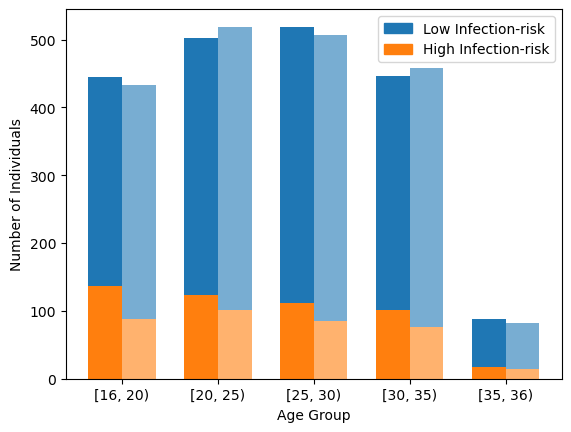 Low Infection-risk
High Infection-risk
Number of Individuals
500
400
300
200
100
0
[16, 20)
[20, 25)
[25, 30)
[30, 35)
[35, 36)
Age Group